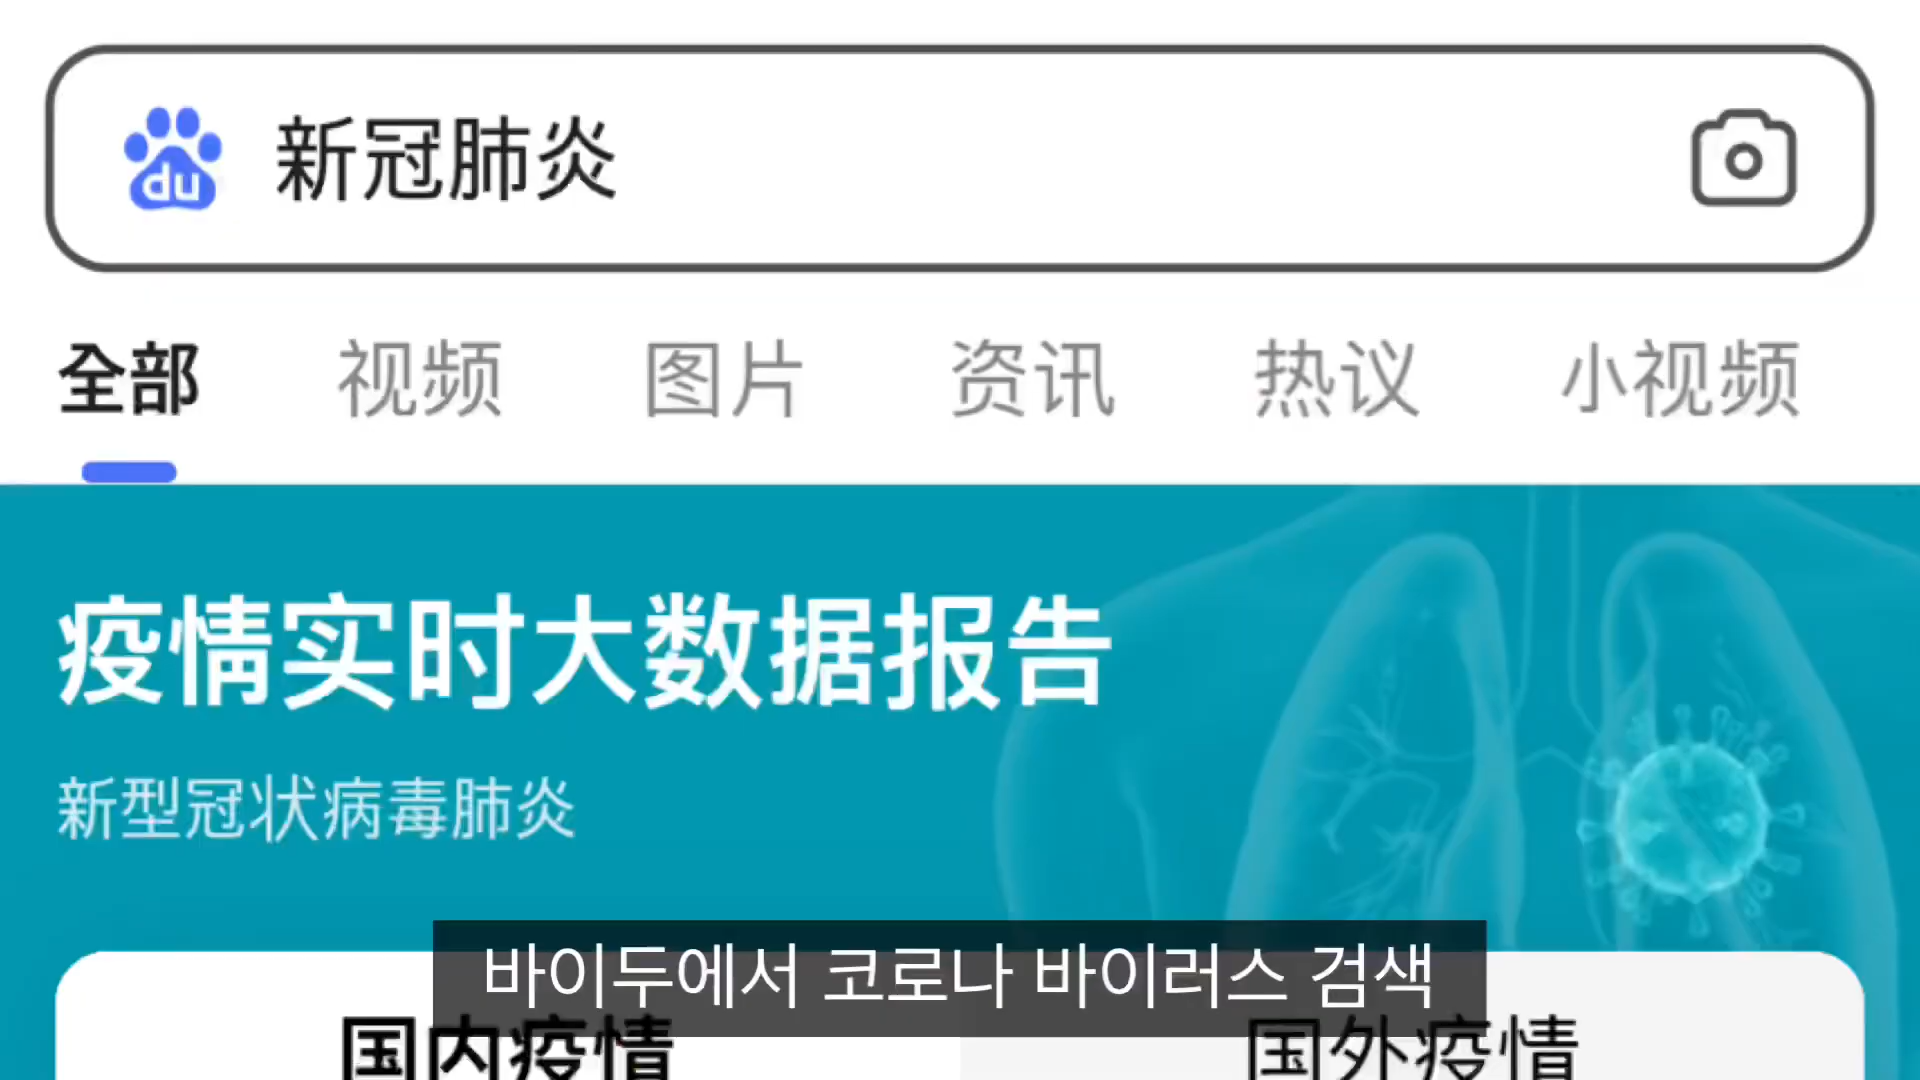 du 新冠肺炎
全部 视频 图片 资讯 热议 小视频
疫情实时大数据报告
新型冠状病毒肺炎
바이두에서 코로나 바이러스 검색
国内疫情 国外疫情